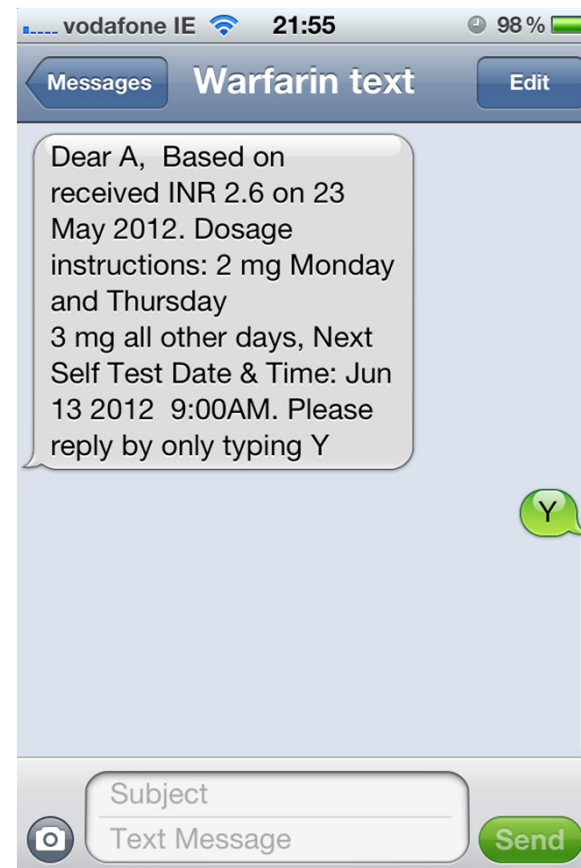 vodafone IE 21:55 98%
Messages Warfarin text Edit
Dear A,  Based on
received INR 2.6 on 23
May 2012. Dosage
instructions: 2 mg Monday
and Thursday
3 mg all other days, Next
Self Test Date & Time: Jun
13 2012  9:00AM. Please
reply by only typing Y
Y
Subject
Text Message
Send